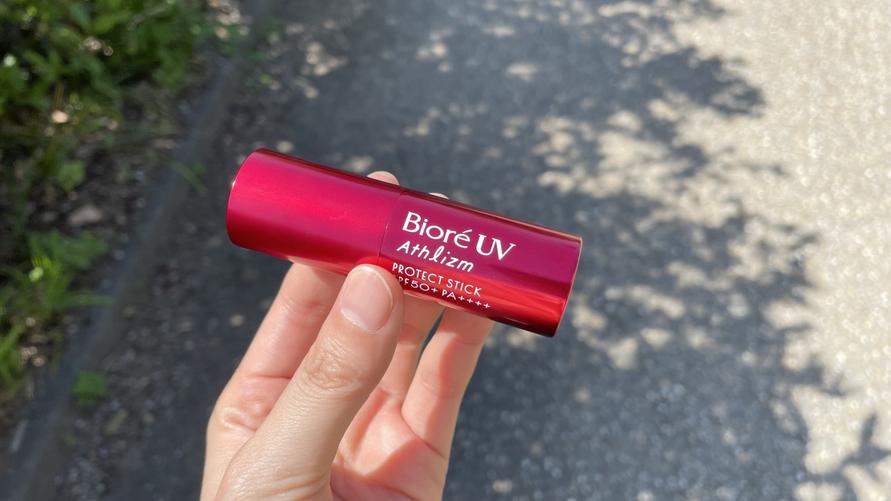 Bioré UV
Athlizm
PROTECT STICK
SPF50+ PA++++